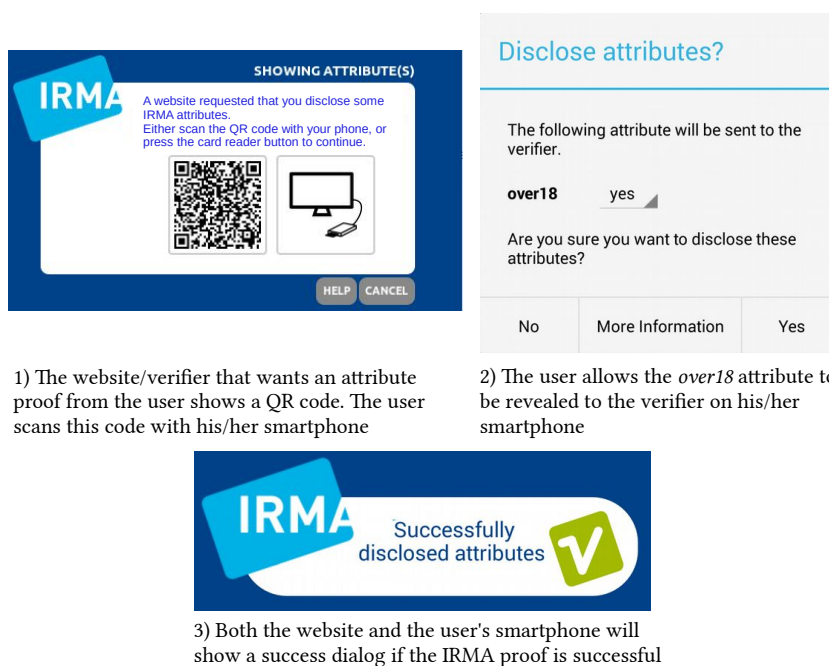 SHOWING ATTRIBUTE(S)
IRMA
A website requested that you disclose some
IRMA attributes.
Either scan the QR code with your phone, or
press the card reader button to continue.
HELP CANCEL
1) The website/verifier that wants an attribute
proof from the user shows a QR code. The user
scans this code with his/her smartphone
Disclose attributes?
The following attribute will be sent to the
verifier.
over18 yes
Are you sure you want to disclose these
attributes?
No More Information Yes
2) The user allows the over18 attribute to
be revealed to the verifier on his/her
smartphone
IRMA
Successfully
disclosed attributes
3) Both the website and the user's smartphone will
show a success dialog if the IRMA proof is successful